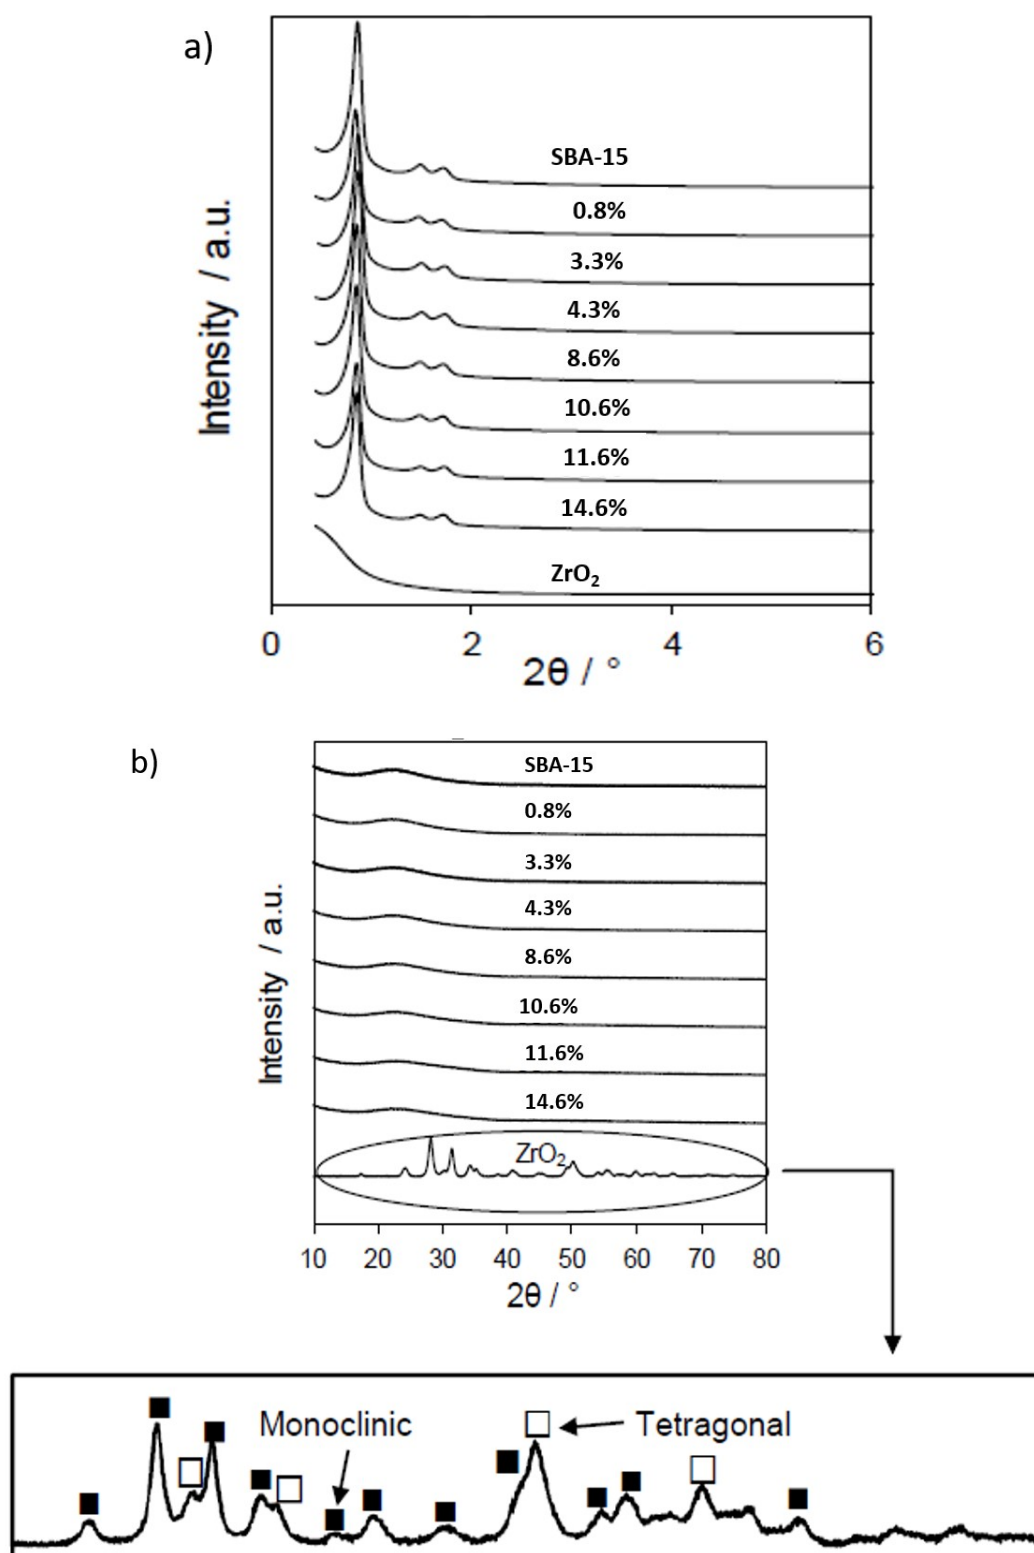 a)
Intensity / a.u.
SBA-15
0.8%
3.3%
4.3%
8.6%
10.6%
11.6%
14.6%
ZrO₂
0 2 4 6
2θ / °
b)
Intensity / a.u.
SBA-15
0.8%
3.3%
4.3%
8.6%
10.6%
11.6%
14.6%
ZrO₂
10 20 30 40 50 60 70 80
2θ / °
Monoclinic
Tetragonal